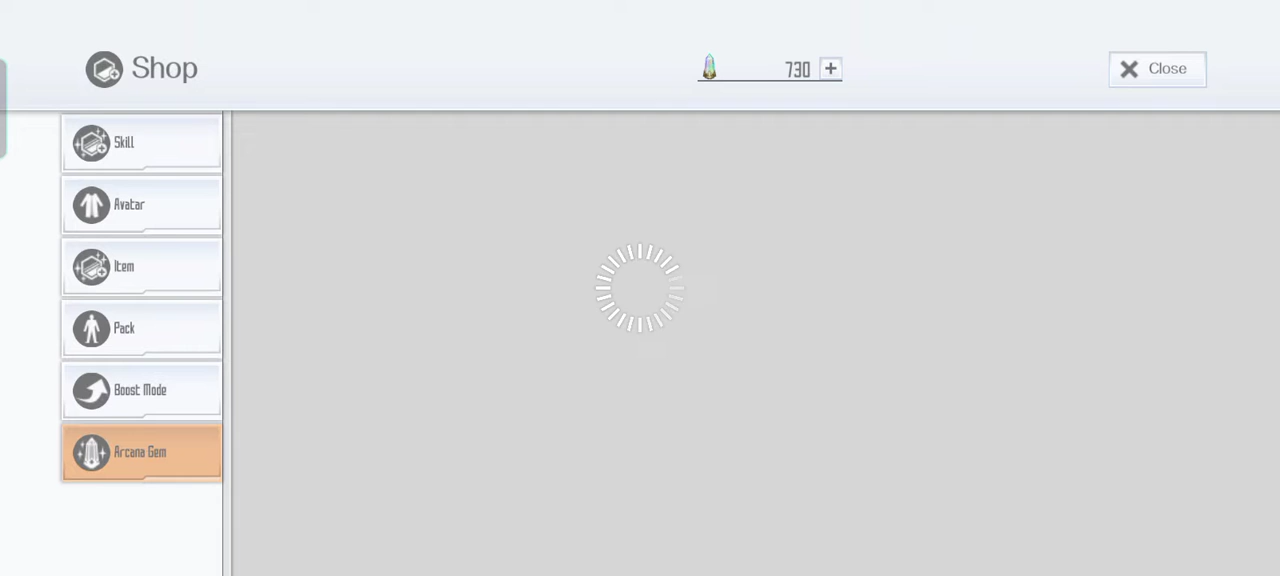 Shop
730
Close
Skill
Avatar
Item
Pack
Boost Mode
Arcana Gem